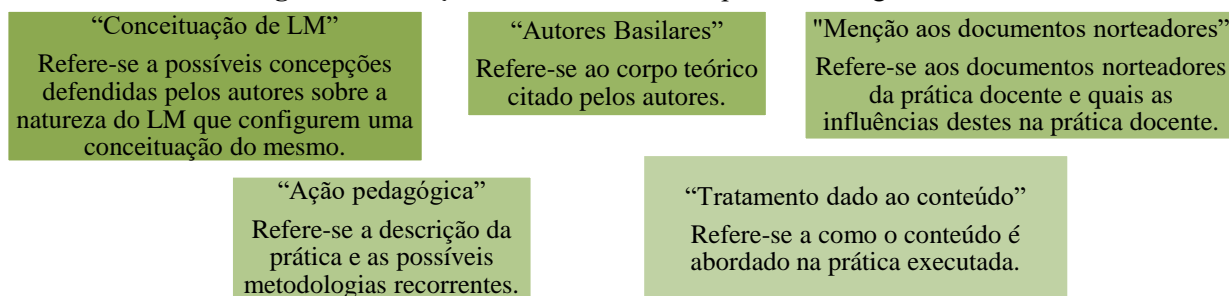 “Conceituação de LM”
Refere-se a possíveis concepções
defendidas pelos autores sobre a
natureza do LM que configurem uma
conceituação do mesmo.
“Autores Basilares”
Refere-se ao corpo teórico
citado pelos autores.
"Menção aos documentos norteadores”
Refere-se aos documentos norteadores
da prática docente e quais as
influências destes na prática docente.
“Ação pedagógica”
Refere-se a descrição da
prática e as possíveis
metodologias recorrentes.
“Tratamento dado ao conteúdo”
Refere-se a como o conteúdo é
abordado na prática executada.